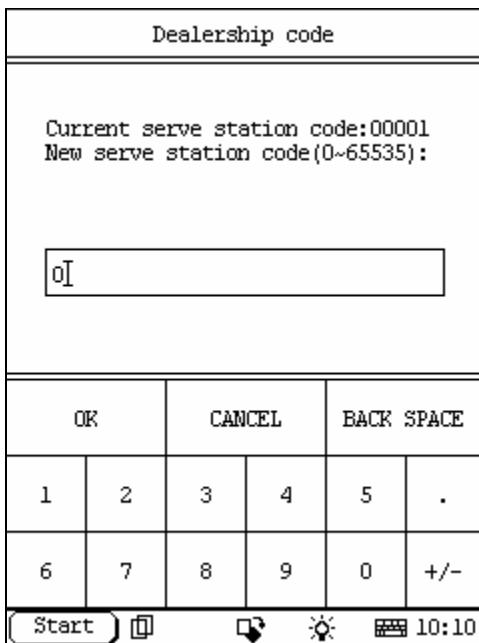 Dealership code
Current serve station code:00001
New serve station code(0~65535):
0
OK CANCEL BACK SPACE
1 2 3 4 5 .
6 7 8 9 0 +/-
Start 10:10